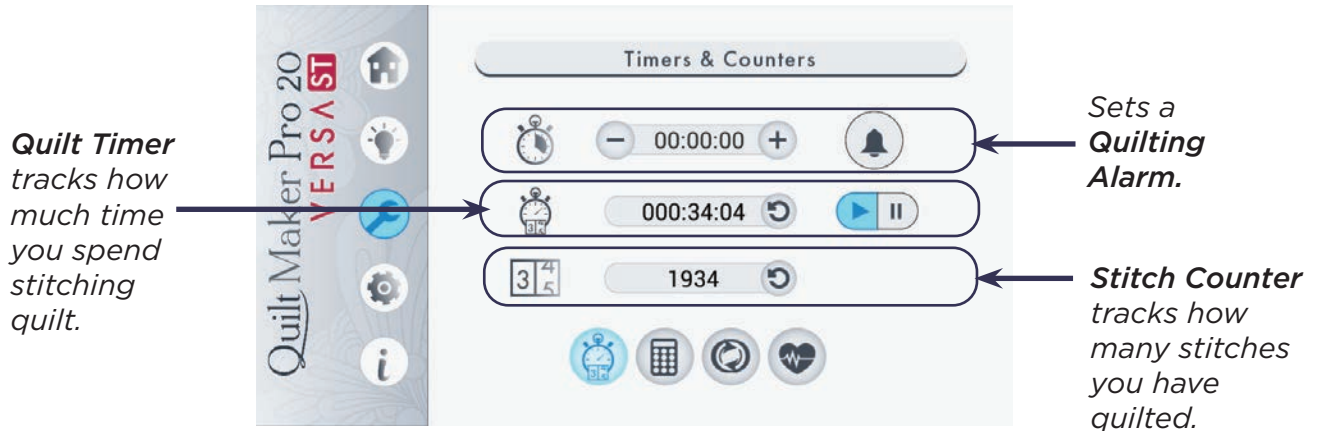 Quilt Maker Pro 20
VERSA ST
Timers & Counters
00:00:00
000:34:04
1934
Quilt Timer
tracks how
much time
you spend
stitching
quilt.
Sets a
Quilting
Alarm.
Stitch Counter
tracks how
many stitches
you have
quilted.